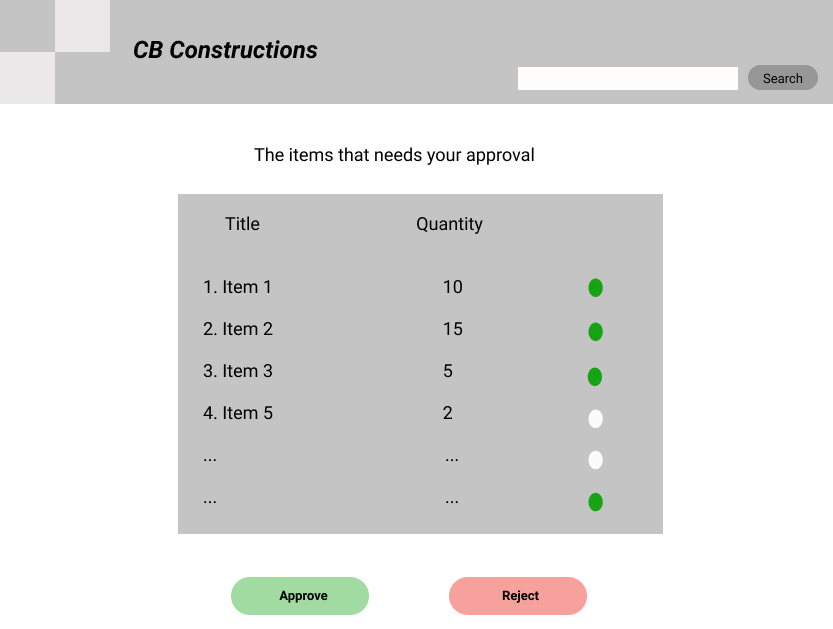 CB Constructions
Search
The items that needs your approval
Title Quantity
1. Item 1 10
2. Item 2 15
3. Item 3 5
4. Item 5 2
... ...
... ...
Approve Reject